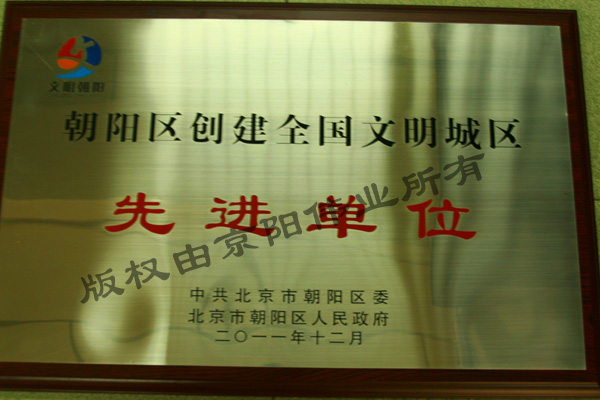 文明朝阳
朝阳区创建全国文明城区
先进单位
版权由京阳伟业所有
中共北京市朝阳区委
北京市朝阳区人民政府
二〇一一年十二月